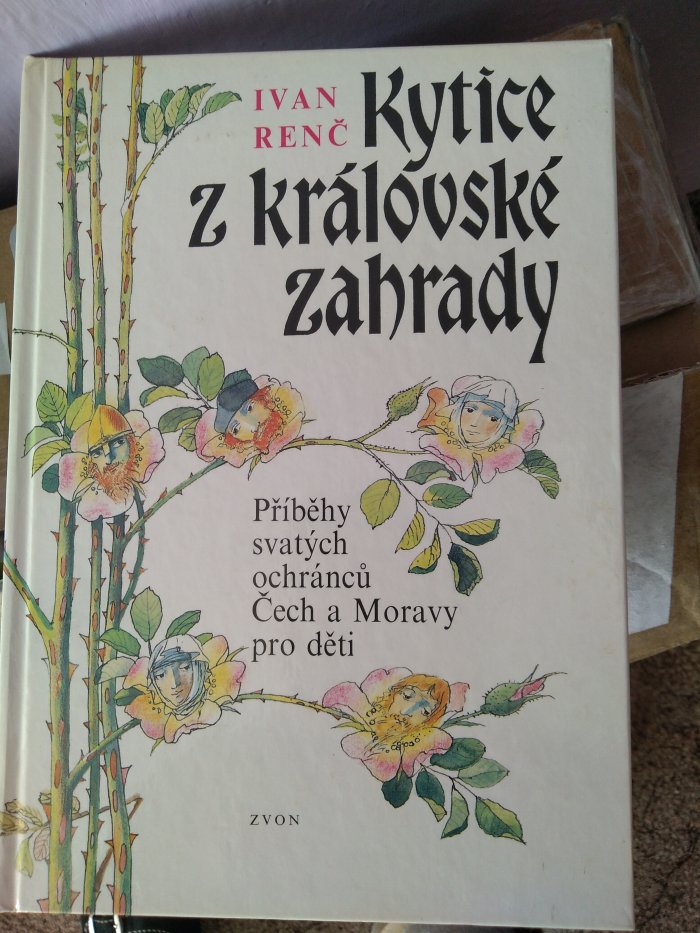 IVAN
RENČ
Kytice
z královské
zahrady
Příběhy
svatých
ochránců
Čech a Moravy
pro děti
ZVON